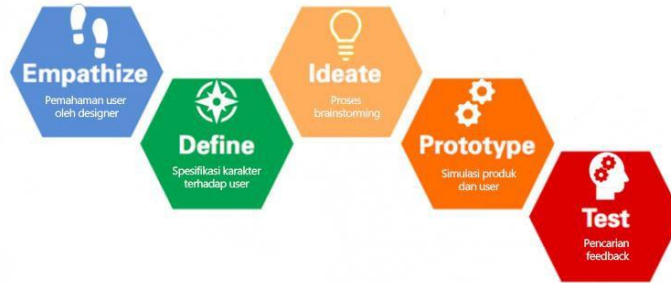 Empathize
Pemahaman user
oleh designer
Define
Spesifikasi karakter
terhadap user
Ideate
Proses
brainstorming
Prototype
Simulasi produk
dan user
Test
Pencarian
feedback